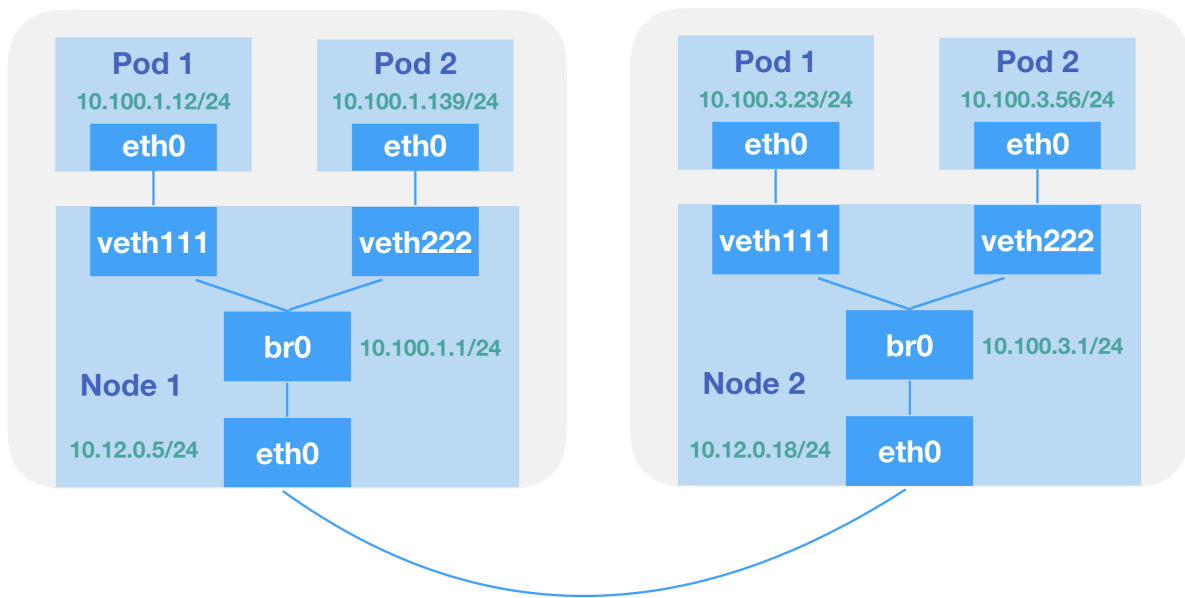 Pod 1
10.100.1.12/24
eth0
Pod 2
10.100.1.139/24
eth0
veth111
veth222
br0
10.100.1.1/24
Node 1
10.12.0.5/24
eth0
Pod 1
10.100.3.23/24
eth0
Pod 2
10.100.3.56/24
eth0
veth111
veth222
br0
10.100.3.1/24
Node 2
10.12.0.18/24
eth0